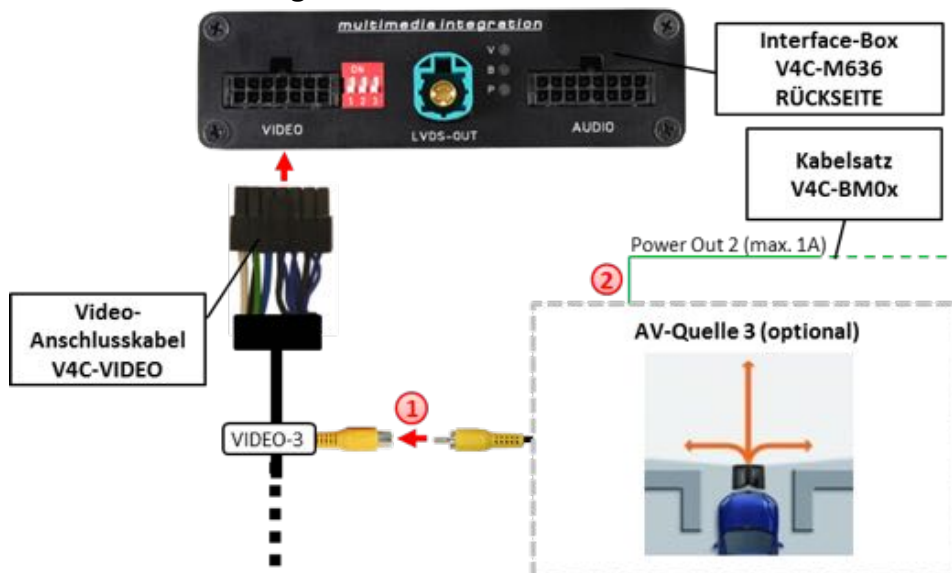 multimedia integration
V
B
P
ON
1 2 3
VIDEO
LVDS-OUT
AUDIO
Interface-Box
V4C-M636
RÜCKSEITE
Kabelsatz
V4C-BM0x
Power Out 2 (max. 1A)
2
Video-
Anschlusskabel
V4C-VIDEO
AV-Quelle 3 (optional)
1
VIDEO-3